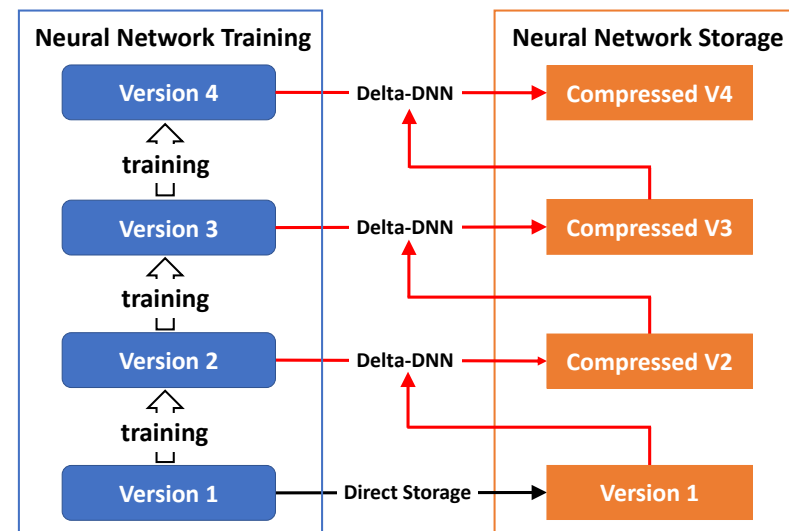 Neural Network Training
Neural Network Storage
Version 4
Delta-DNN
Compressed V4
training
Version 3
Delta-DNN
Compressed V3
training
Version 2
Delta-DNN
Compressed V2
training
Version 1
Direct Storage
Version 1